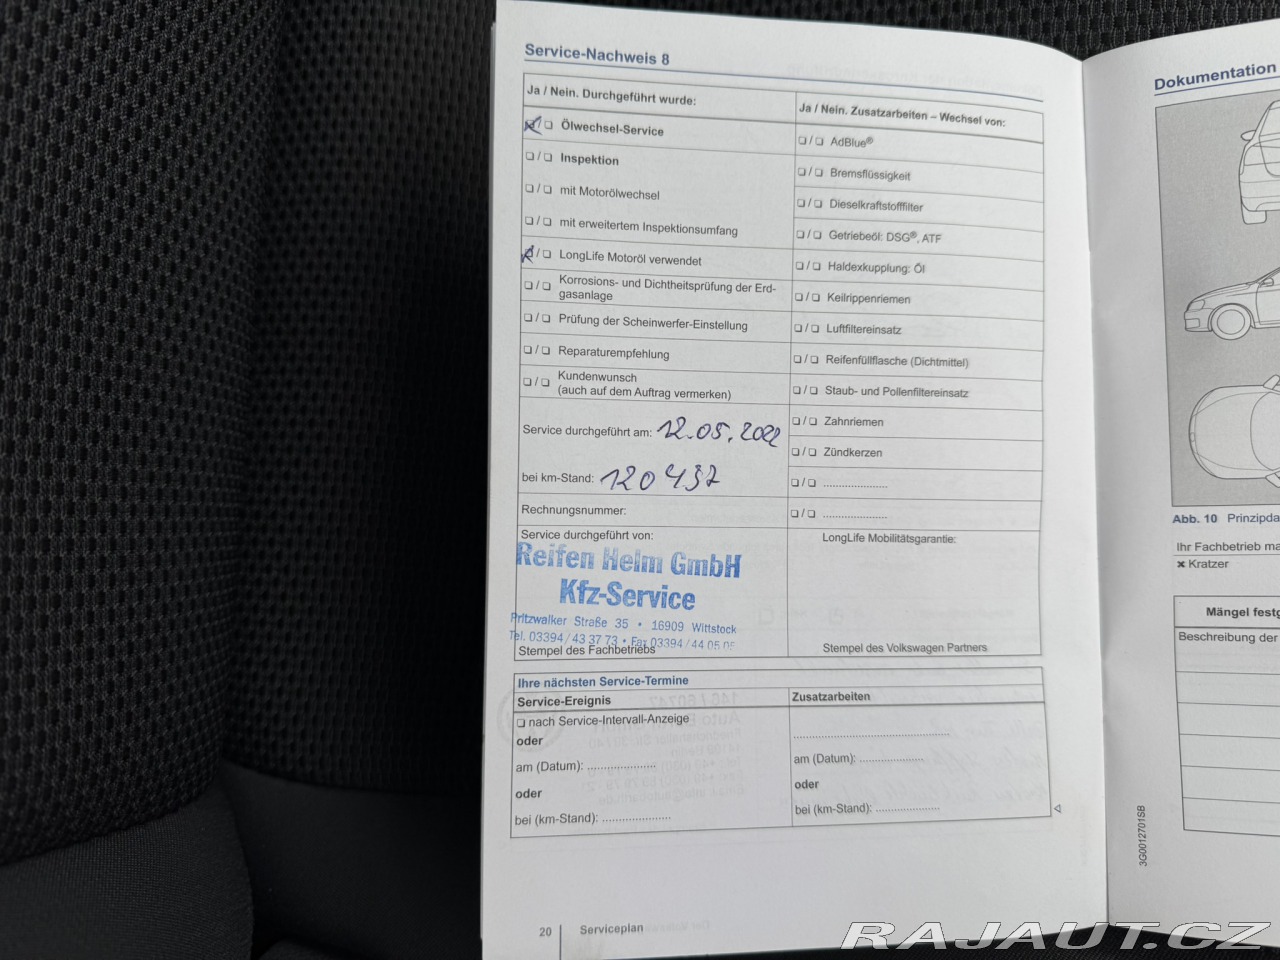 Service-Nachweis 8
Ja / Nein. Durchgeführt wurde:
❏ / ❏ Ölwechsel-Service
❏ / ❏ Inspektion
❏ / ❏ mit Motorölwechsel
❏ / ❏ mit erweitertem Inspektionsumfang
❏ / ❏ LongLife Motoröl verwendet
❏ / ❏ Korrosions- und Dichtheitsprüfung der Erd-
gasanlage
❏ / ❏ Prüfung der Scheinwerfer-Einstellung
❏ / ❏ Reparaturempfehlung
❏ / ❏ Kundenwunsch
(auch auf dem Auftrag vermerken)
Service durchgeführt am: 12.05.2022
bei km-Stand: 120 437
Rechnungsnummer:
Service durchgeführt von:
Reifen Helm GmbH
Kfz-Service
Pritzwalker Straße 35 • 16909 Wittstock
Tel. 03394 / 43 37 73 • Fax 03394 / 44 05 05
Stempel des Fachbetriebs
Ja / Nein. Zusatzarbeiten – Wechsel von:
❏ / ❏ AdBlue®
❏ / ❏ Bremsflüssigkeit
❏ / ❏ Dieselkraftstofffilter
❏ / ❏ Getriebeöl: DSG®, ATF
❏ / ❏ Haldexkupplung: Öl
❏ / ❏ Keilrippenriemen
❏ / ❏ Luftfiltereinsatz
❏ / ❏ Reifenfüllflasche (Dichtmittel)
❏ / ❏ Staub- und Pollenfiltereinsatz
❏ / ❏ Zahnriemen
❏ / ❏ Zündkerzen
❏ / ❏ .....................
❏ / ❏ .....................
LongLife Mobilitätsgarantie:
Stempel des Volkswagen Partners
Ihre nächsten Service-Termine
Service-Ereignis
❏ nach Service-Intervall-Anzeige
oder
am (Datum): .....................
oder
bei (km-Stand): .....................
Zusatzarbeiten
..................................................
am (Datum): .....................
oder
bei (km-Stand): .....................
20 Serviceplan
Dokumentation
Abb. 10 Prinzipda
Ihr Fachbetrieb ma
✖ Kratzer
Mängel festg
Beschreibung der
3G0012701SB
RAJAUT.CZ